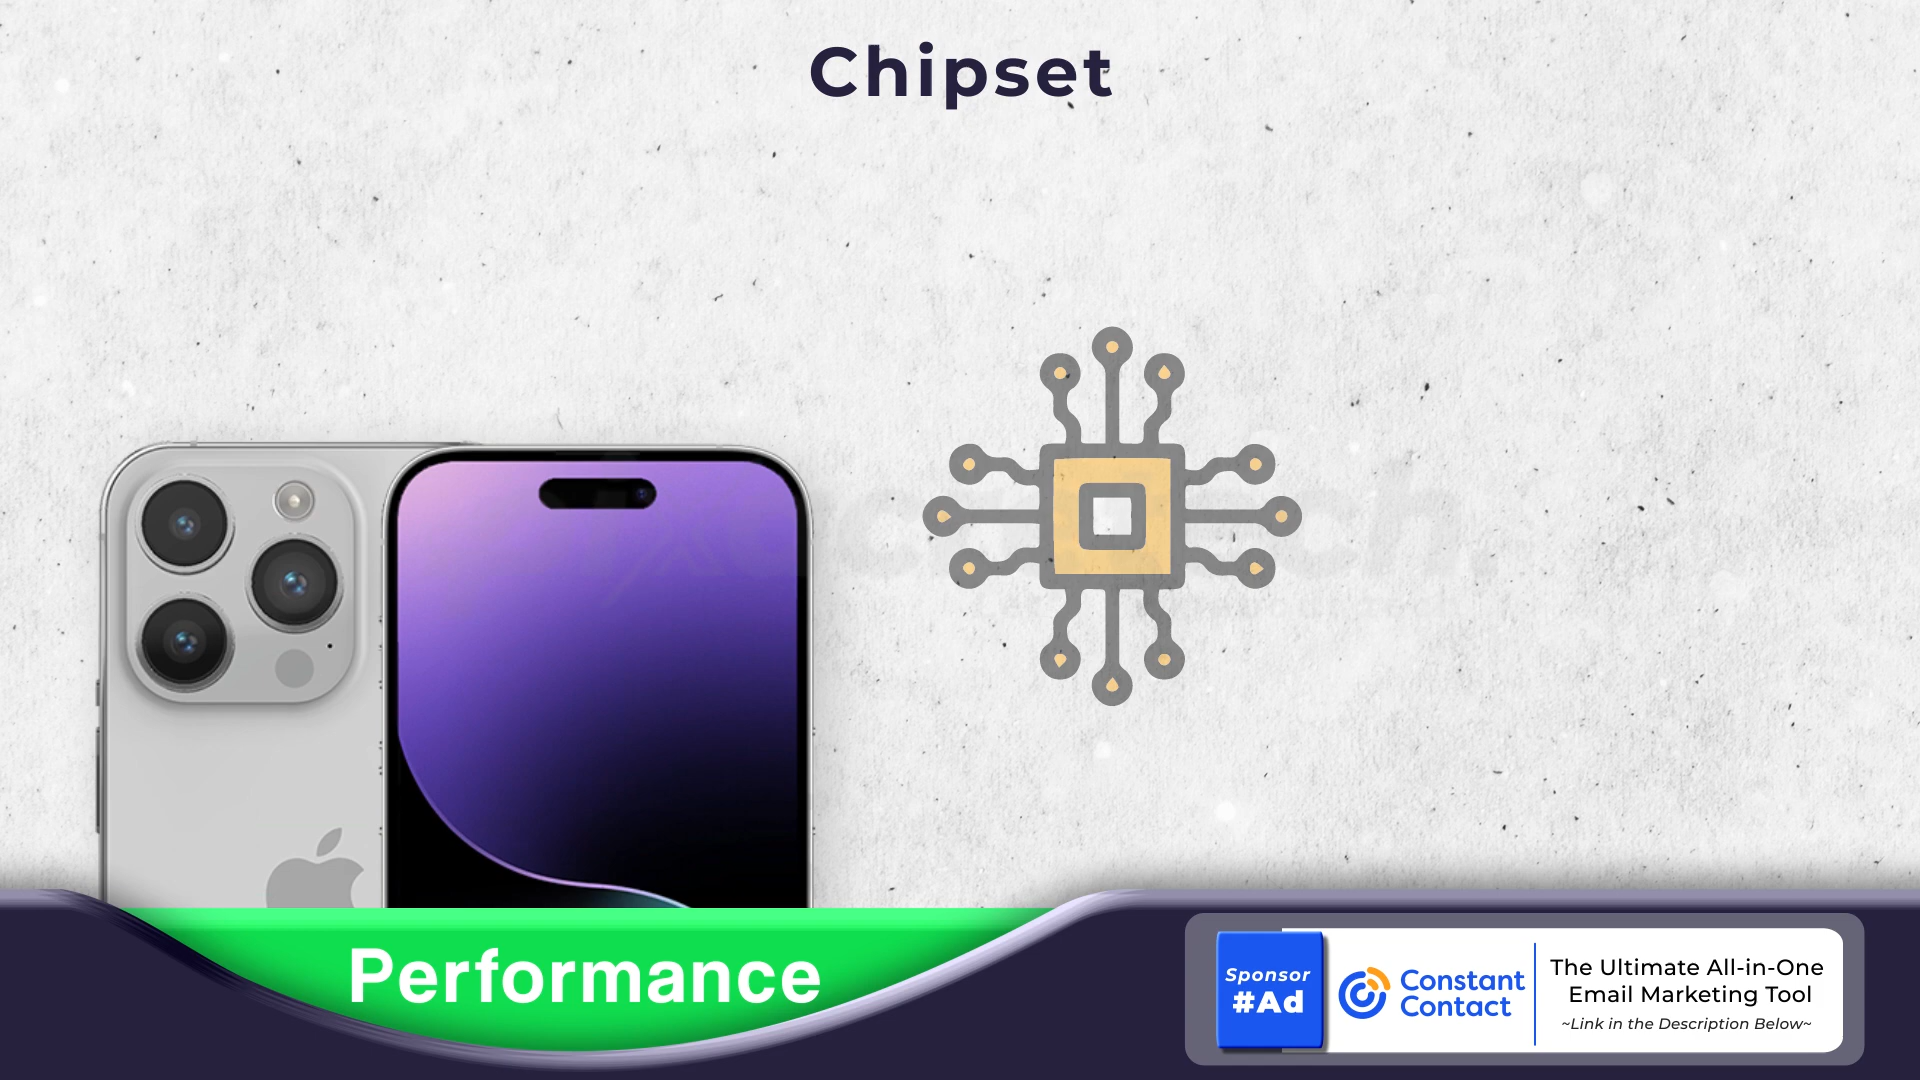 Chipset
Performance
Sponsor
#Ad
Constant
Contact
The Ultimate All-in-One
Email Marketing Tool
~Link in the Description Below~